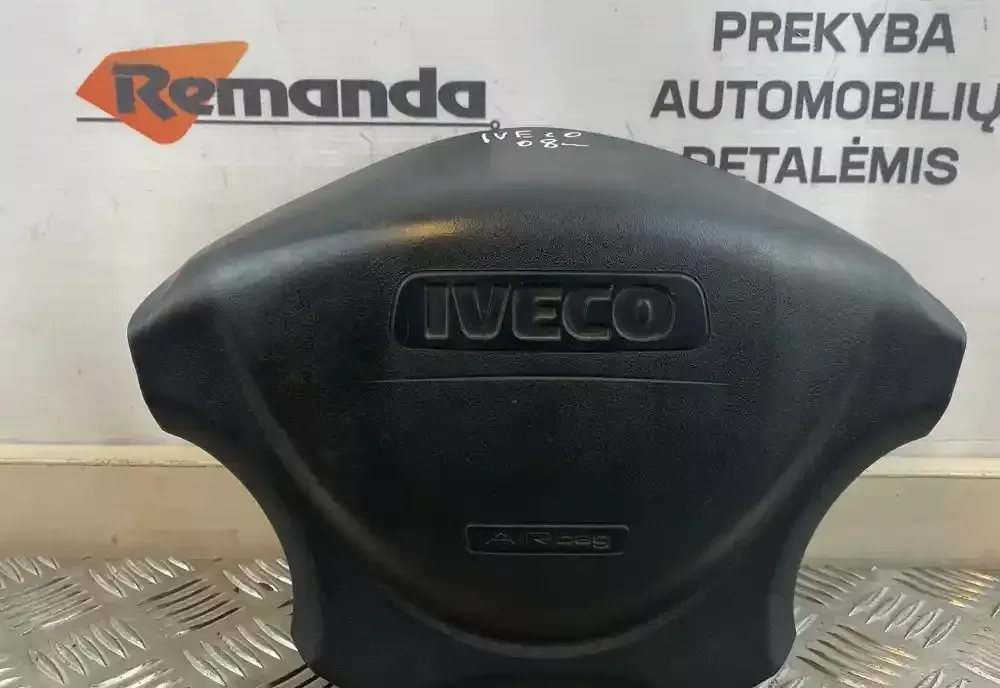 Remanda
PREKYBA
AUTOMOBILIŲ
DETALĖMIS
IVECO
08-
IVECO
AIRbag